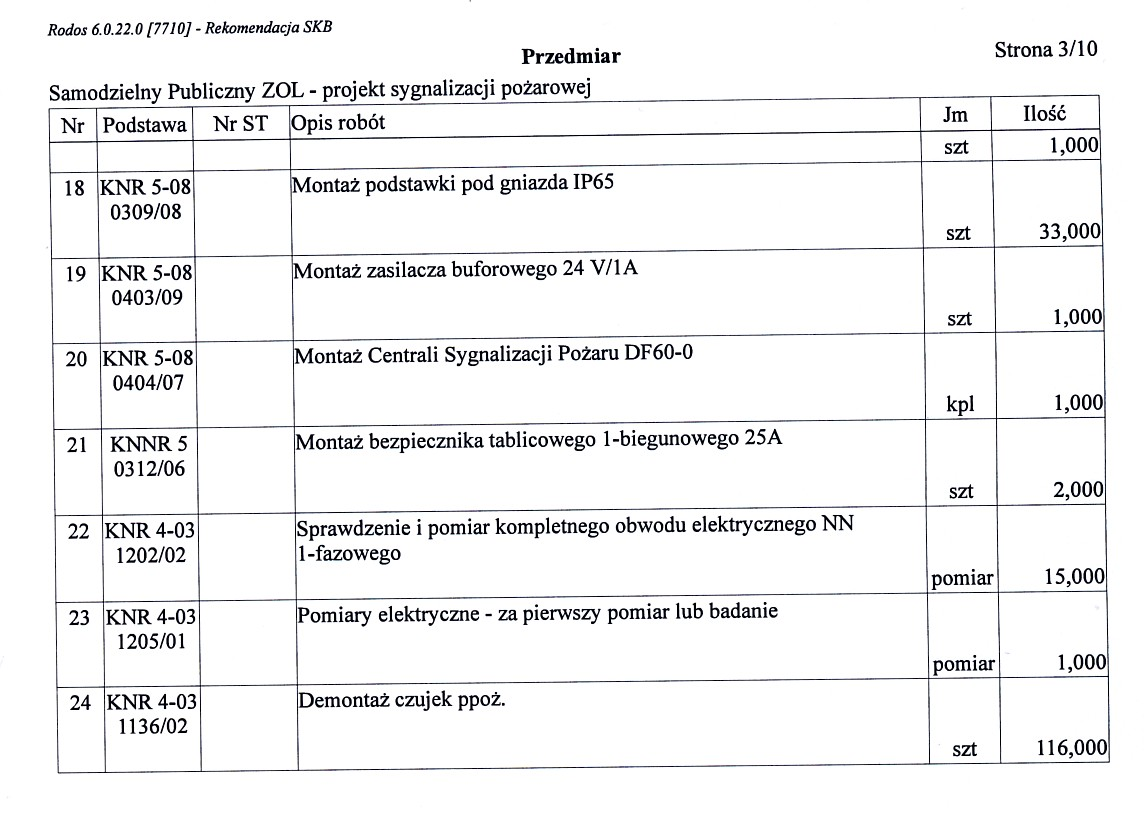 Rodos 6.0.22.0 [7710] - Rekomendacja SKB
Przedmiar
Strona 3/10
Samodzielny Publiczny ZOL - projekt sygnalizacji pożarowej
Nr Podstawa Nr ST Opis robót Jm Ilość
szt 1,000
18 KNR 5-08 Montaż podstawki pod gniazda IP65
0309/08
szt 33,000
19 KNR 5-08 Montaż zasilacza buforowego 24 V/1A
0403/09
szt 1,000
20 KNR 5-08 Montaż Centrali Sygnalizacji Pożaru DF60-0
0404/07
kpl 1,000
21 KNNR 5 Montaż bezpiecznika tablicowego 1-biegunowego 25A
0312/06
szt 2,000
22 KNR 4-03 Sprawdzenie i pomiar kompletnego obwodu elektrycznego NN
1202/02 1-fazowego
pomiar 15,000
23 KNR 4-03 Pomiary elektryczne - za pierwszy pomiar lub badanie
1205/01
pomiar 1,000
24 KNR 4-03 Demontaż czujek ppoż.
1136/02
szt 116,000